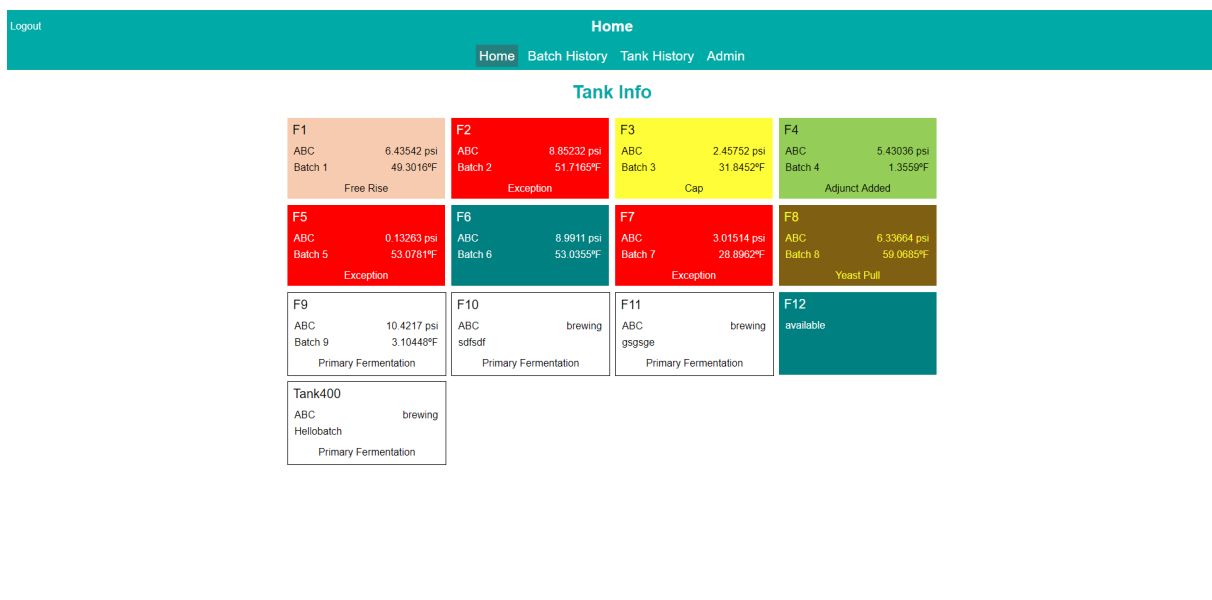 Logout
Home
Home Batch History Tank History Admin
Tank Info
F1
ABC 6.43542 psi
Batch 1 49.3016ºF
Free Rise
F2
ABC 8.85232 psi
Batch 2 51.7165ºF
Exception
F3
ABC 2.45752 psi
Batch 3 31.8452ºF
Cap
F4
ABC 5.43036 psi
Batch 4 1.3559ºF
Adjunct Added
F5
ABC 0.13263 psi
Batch 5 53.0781ºF
Exception
F6
ABC 8.9911 psi
Batch 6 53.0355ºF
F7
ABC 3.01514 psi
Batch 7 28.8962ºF
Exception
F8
ABC 6.33664 psi
Batch 8 59.0685ºF
Yeast Pull
F9
ABC 10.4217 psi
Batch 9 3.10448ºF
Primary Fermentation
F10
ABC brewing
sdfsdf
Primary Fermentation
F11
ABC brewing
gsgsge
Primary Fermentation
F12
available
Tank400
ABC brewing
Hellobatch
Primary Fermentation